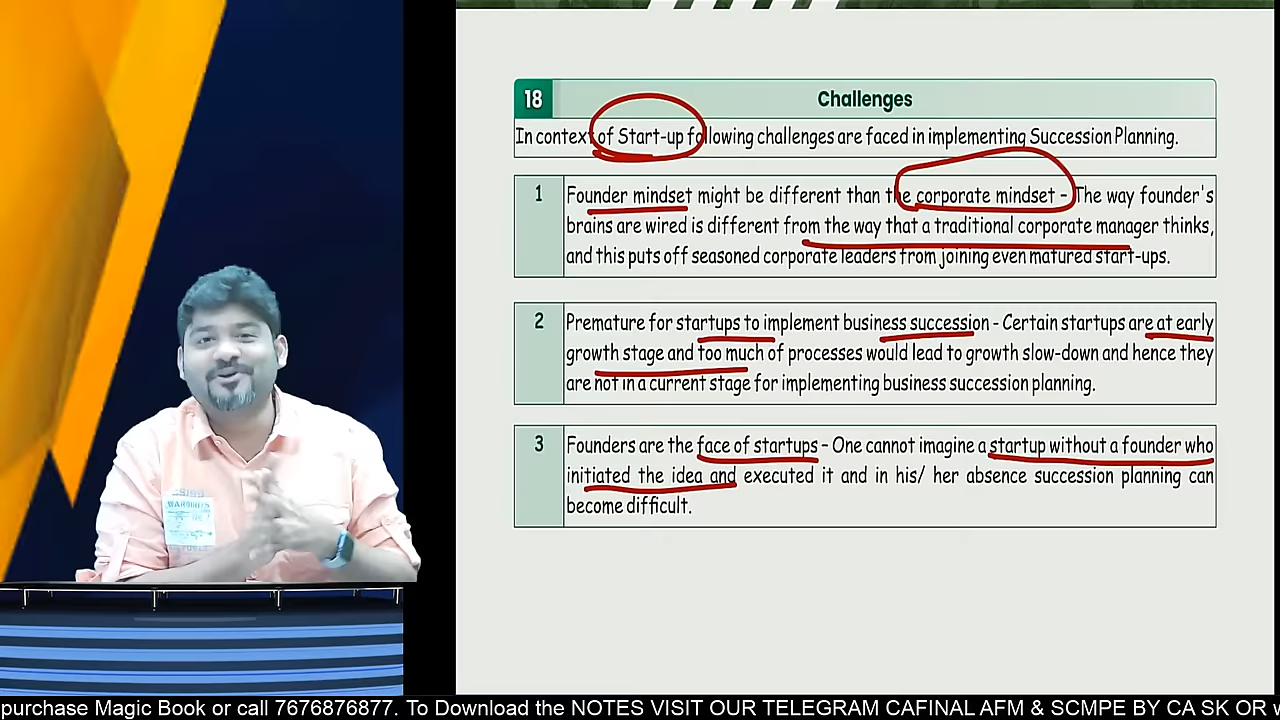 18 Challenges
In context of Start-up following challenges are faced in implementing Succession Planning.
1 Founder mindset might be different than the corporate mindset – The way founder's
brains are wired is different from the way that a traditional corporate manager thinks,
and this puts off seasoned corporate leaders from joining even matured start-ups.
2 Premature for startups to implement business succession - Certain startups are at early
growth stage and too much of processes would lead to growth slow-down and hence they
are not in a current stage for implementing business succession planning.
3 Founders are the face of startups – One cannot imagine a startup without a founder who
initiated the idea and executed it and in his/ her absence succession planning can
become difficult.
purchase Magic Book or call 7676876877. To Download the NOTES VISIT OUR TELEGRAM CAFINAL AFM & SCMPE BY CA SK OR